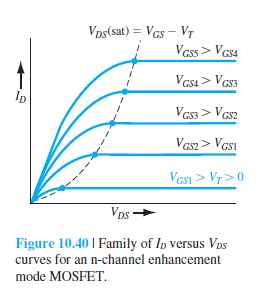 V_DS(sat) = V_GS − V_T
V_GS5 > V_GS4
V_GS4 > V_GS3
I_D
V_GS3 > V_GS2
V_GS2 > V_GS1
V_GS1 > V_T > 0
V_DS
Figure 10.40 | Family of I_D versus V_DS
curves for an n-channel enhancement
mode MOSFET.